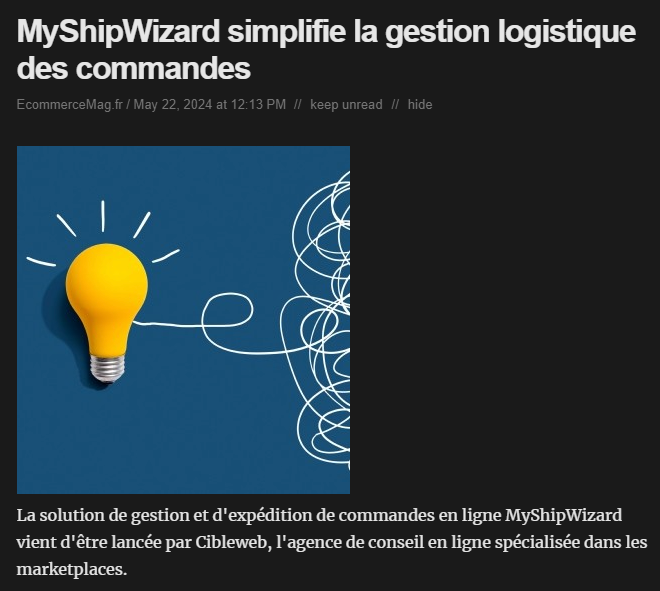 MyShipWizard simplifie la gestion logistique
des commandes
EcommerceMag.fr / May 22, 2024 at 12:13 PM // keep unread // hide
La solution de gestion et d'expédition de commandes en ligne MyShipWizard
vient d'être lancée par Cibleweb, l'agence de conseil en ligne spécialisée dans les
marketplaces.